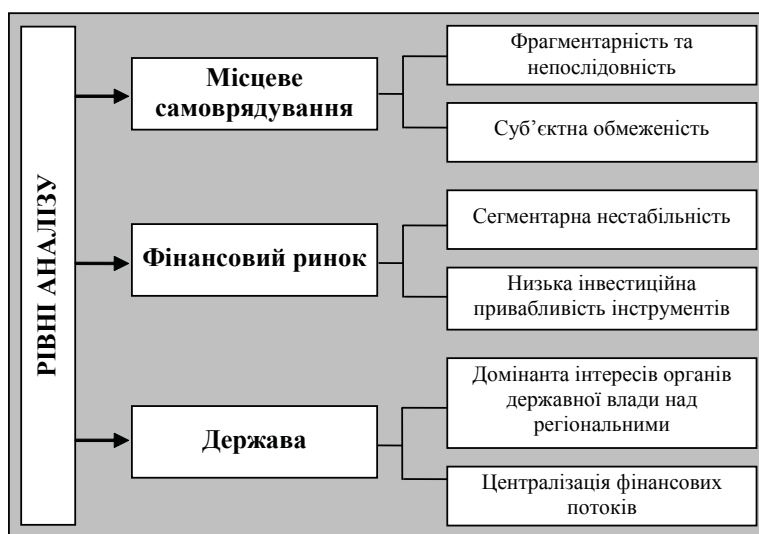 РІВНІ АНАЛІЗУ
Місцеве
самоврядування
Фрагментарність та
непослідовність
Суб’єктна обмеженість
Фінансовий ринок
Сегментарна нестабільність
Низька інвестиційна
привабливість інструментів
Держава
Домінанта інтересів органів
державної влади над
регіональними
Централізація фінансових
потоків